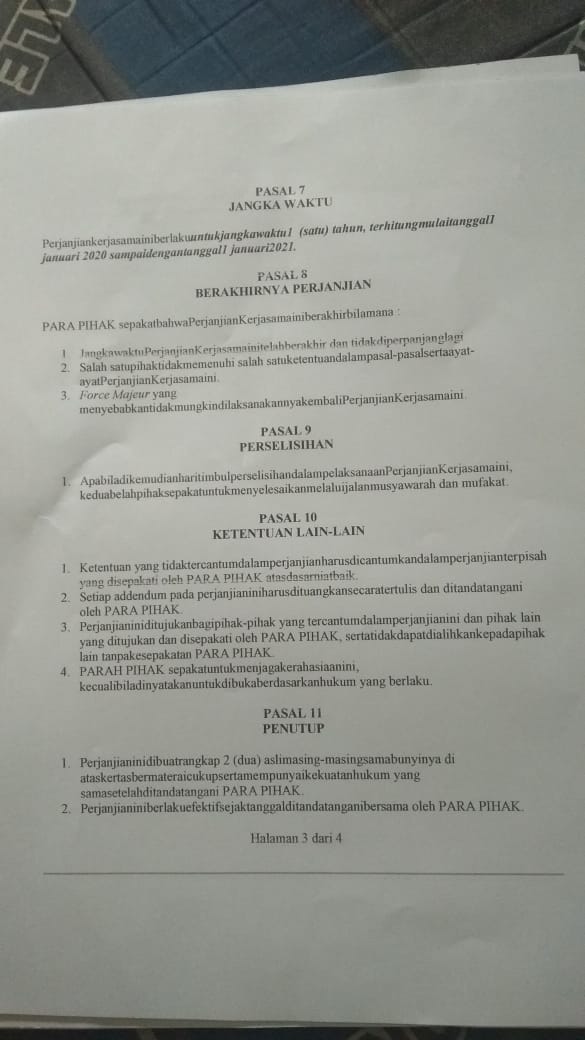 PASAL 7
JANGKA WAKTU
Perjanjiankerjasamainiberlakuuntukjangkawaktu1 (satu) tahun, terhitungmulaitanggal1
januari 2020 sampaidengantanggal1 januari2021.
PASAL 8
BERAKHIRNYA PERJANJIAN
PARA PIHAK sepakatbahwaPerjanjianKerjasamainiberakhirbilamana :
1 JangkawaktuPerjanjianKerjasamainitelahberakhir dan tidakdiperpanjanglagi
2. Salah satupihaktidakmemenuhi salah satuketentuandalampasal-pasalsertaayat-
ayatPerjanjianKerjasamaini.
3. Force Majeur yang
menyebabkantidakmungkindilaksanakannyakembaliPerjanjianKerjasamaini.
PASAL 9
PERSELISIHAN
1. ApabiladikemudianharitimbulperselisihandalampelaksanaanPerjanjianKerjasamaini,
keduabelahpihaksepakatuntukmenyelesaikanmelaluijalanmusyawarah dan mufakat.
PASAL 10
KETENTUAN LAIN-LAIN
1. Ketentuan yang tidaktercantumdalamperjanjianharusdicantumkandalamperjanjianterpisah
yang disepakati oleh PARA PIHAK atasdasarniatbaik.
2. Setiap addendum pada perjanjianiniharusdituangkansecaratertulis dan ditandatangani
oleh PARA PIHAK.
3. Perjanjianiniditujukanbagipihak-pihak yang tercantumdalamperjanjianini dan pihak lain
yang ditujukan dan disepakati oleh PARA PIHAK, sertatidakdapatdialihkankepadapihak
lain tanpakesepakatan PARA PIHAK.
4. PARAH PIHAK sepakatuntukmenjagakerahasiaanini,
kecualibiladinyatakanuntukdibukaberdasarkanhukum yang berlaku.
PASAL 11
PENUTUP
1. Perjanjianinidibuatrangkap 2 (dua) aslimasing-masingsamabunyinya di
ataskertasbermateraicukupsertamempunyaikekuatanhukum yang
samasetelahditandatangani PARA PIHAK.
2. Perjanjianiniberlakuefektifsejaktanggalditandatanganibersama oleh PARA PIHAK.
Halaman 3 dari 4